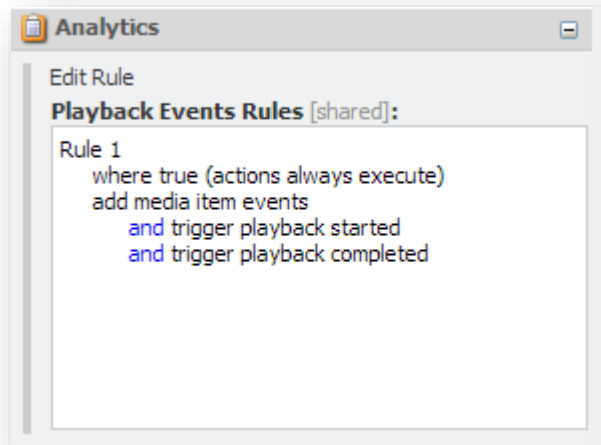 Analytics
Edit Rule
Playback Events Rules [shared]:
Rule 1
where true (actions always execute)
add media item events
and trigger playback started
and trigger playback completed